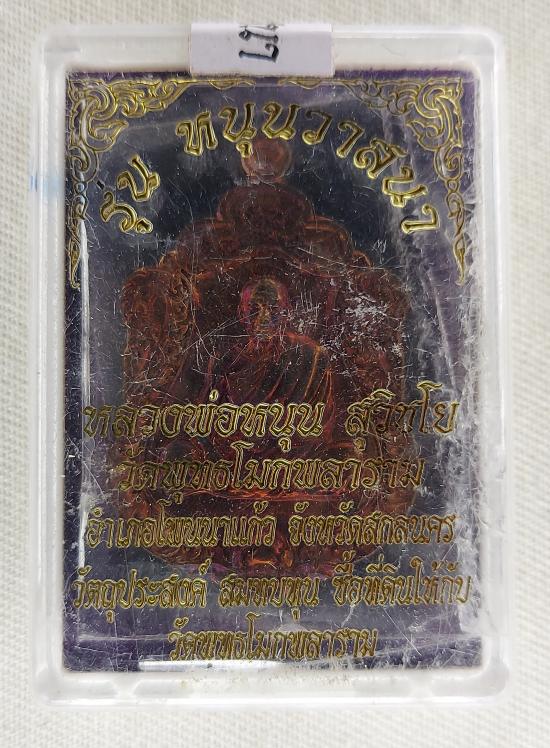 รุ่น หนุนวาสนา
หลวงพ่อหนุน สุวิทโย
วัดพุทธโมกพลาราม
อำเภอโพนนาแก้ว จังหวัดสกลนคร
วัตถุประสงค์ สมทบทุน ซื้อที่ดินให้กับ
วัดพุทธโมกพลาราม